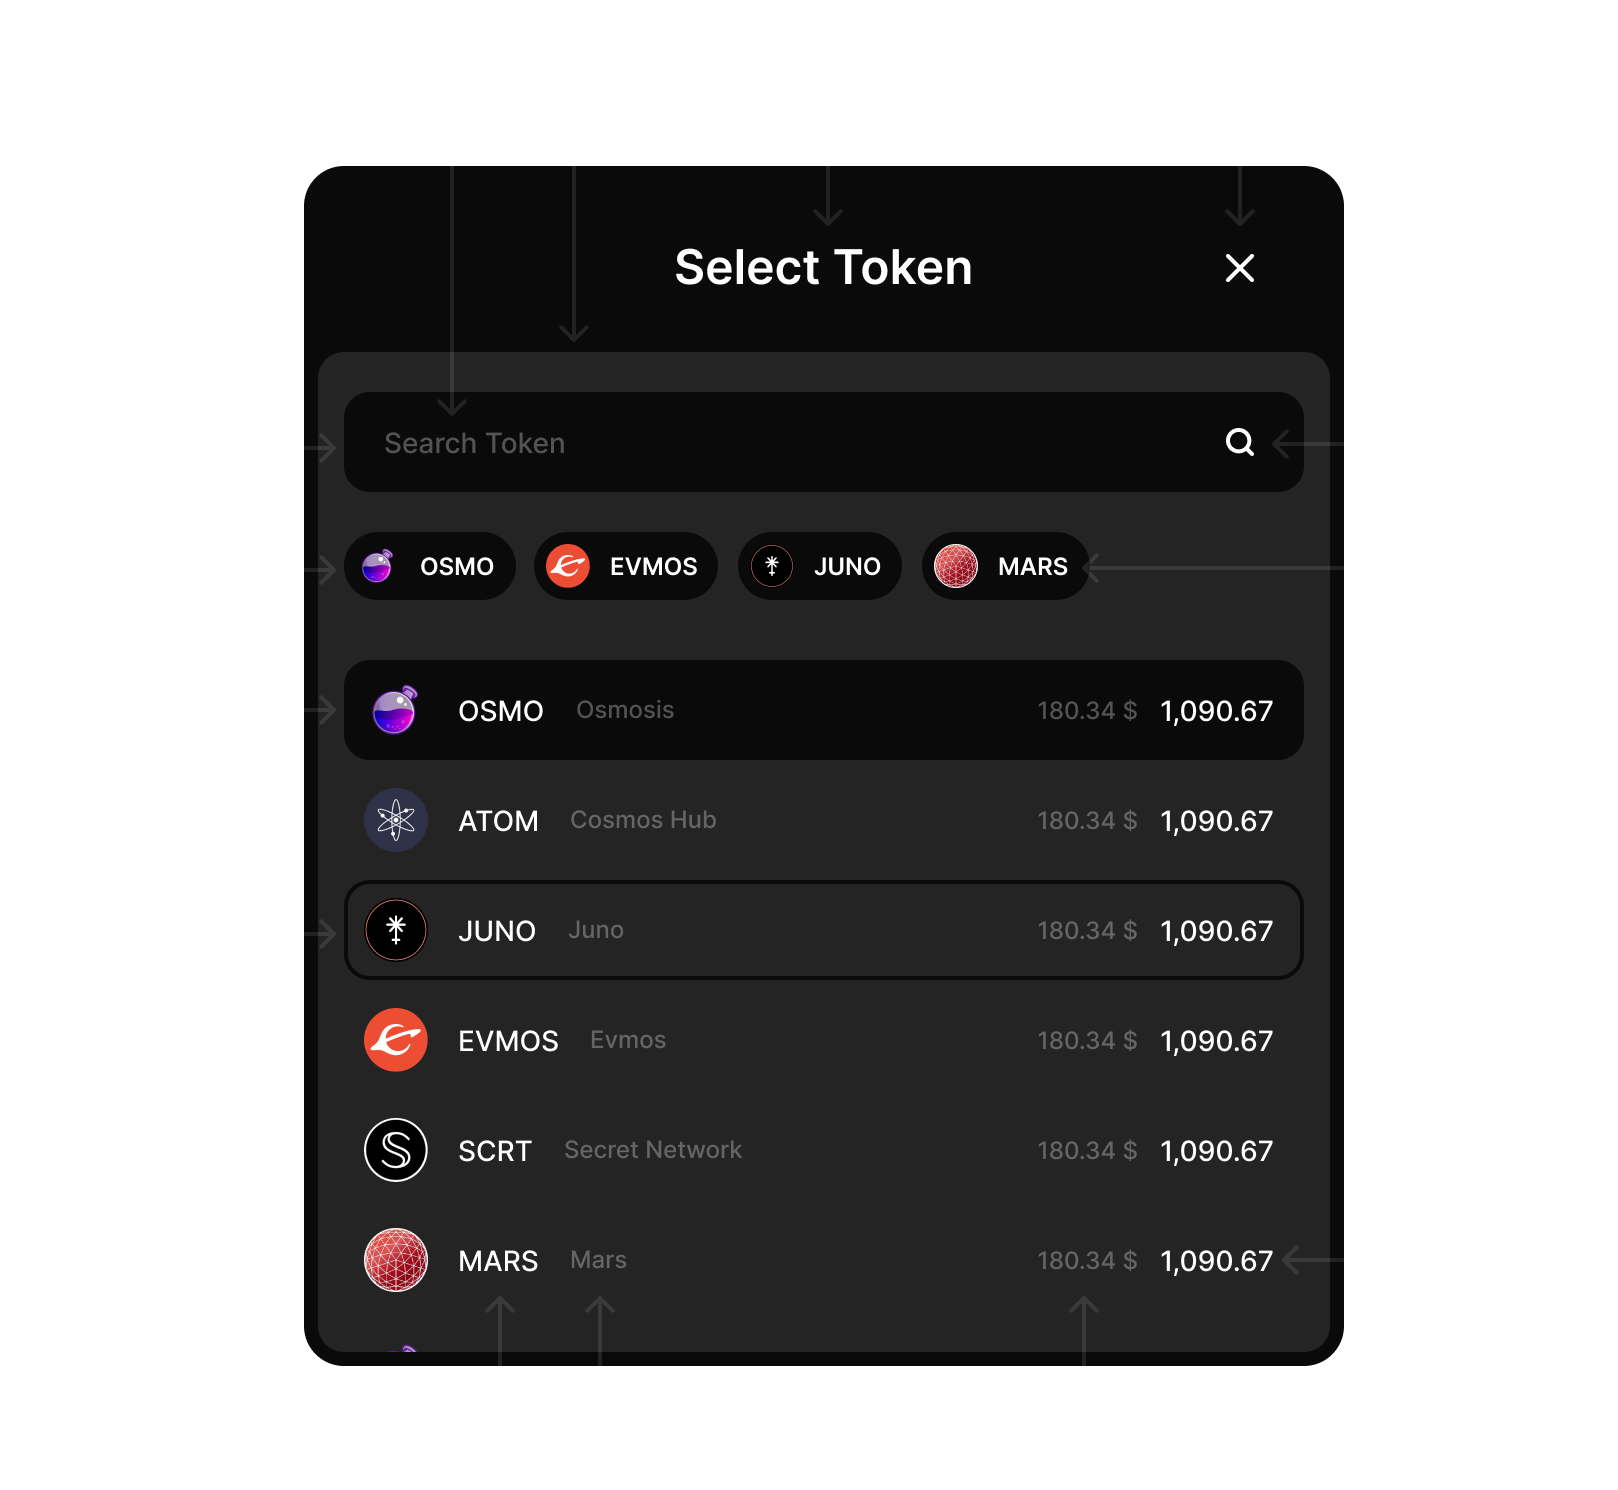 Select Token
Search Token
OSMO EVMOS JUNO MARS
OSMO Osmosis 180.34 $ 1,090.67
ATOM Cosmos Hub 180.34 $ 1,090.67
JUNO Juno 180.34 $ 1,090.67
EVMOS Evmos 180.34 $ 1,090.67
SCRT Secret Network 180.34 $ 1,090.67
MARS Mars 180.34 $ 1,090.67